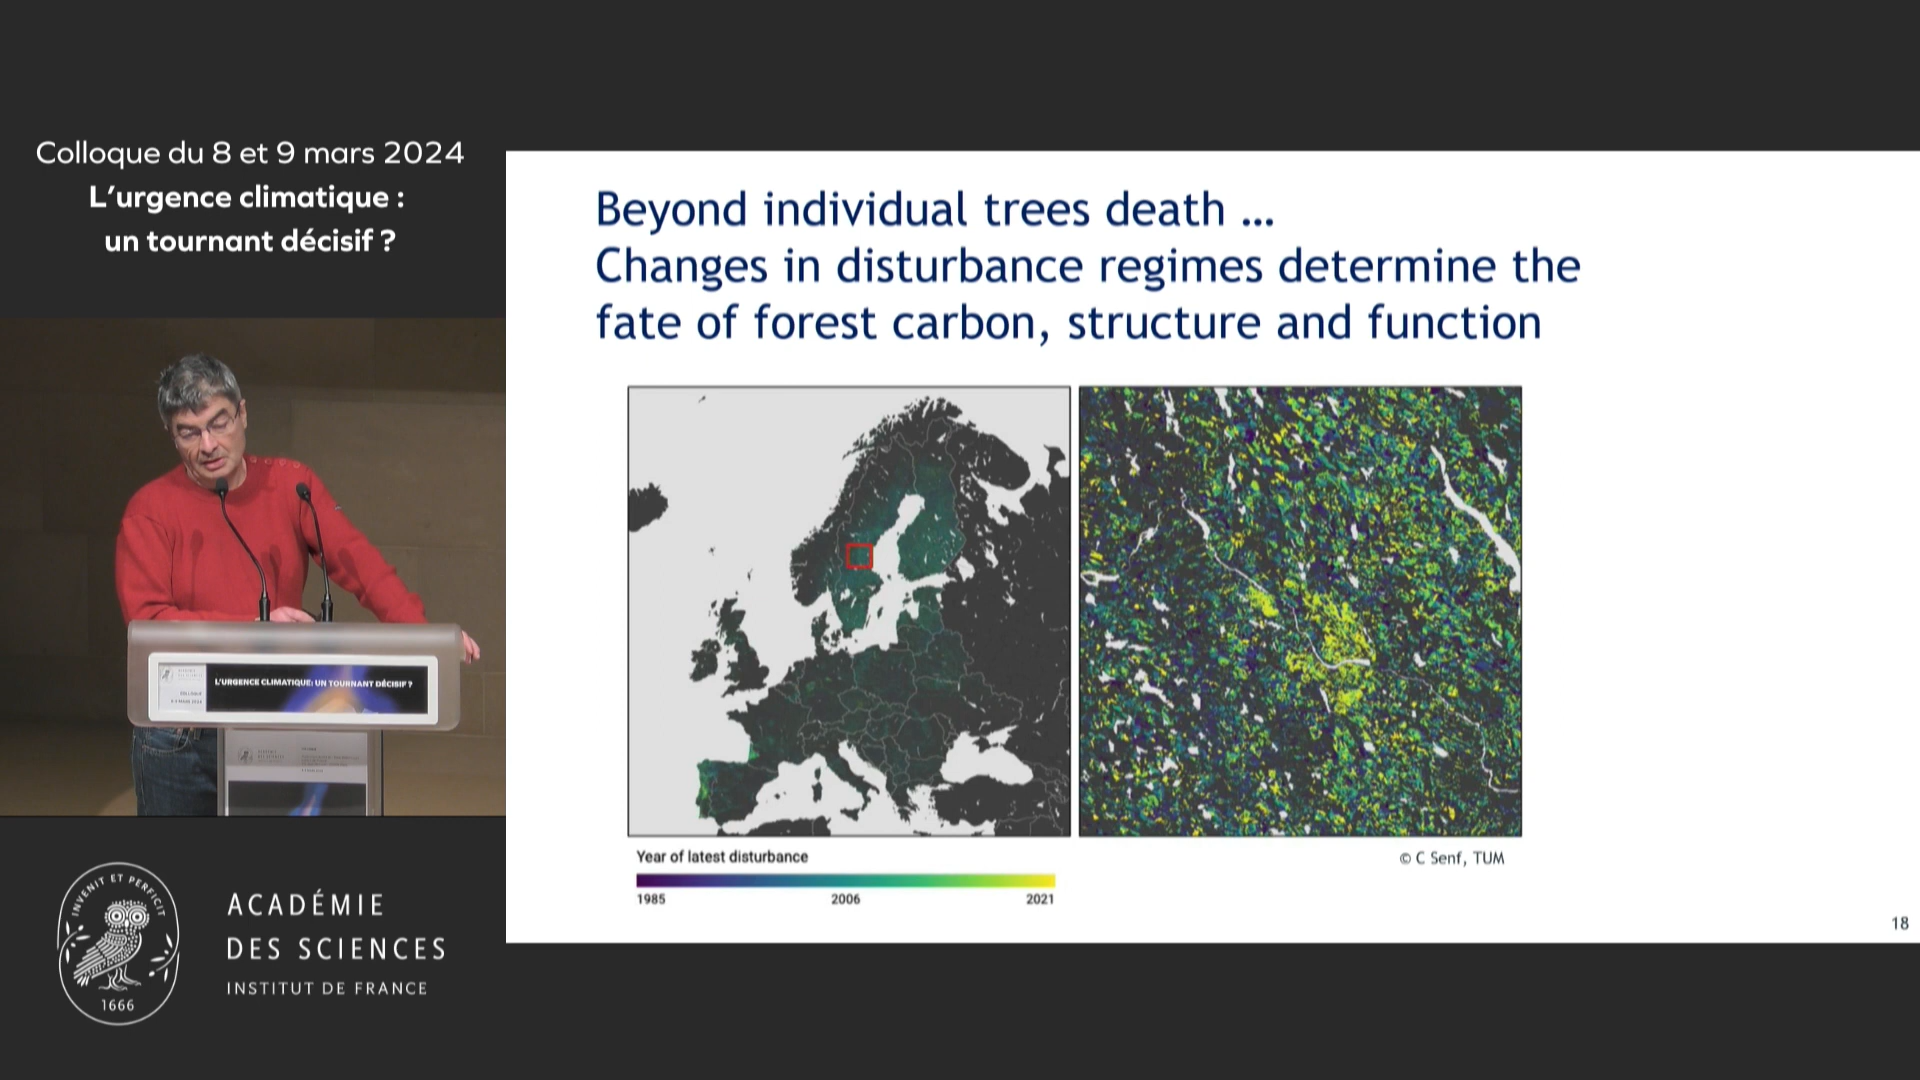 Colloque du 8 et 9 mars 2024
L’urgence climatique :
un tournant décisif ?
Beyond individual trees death ...
Changes in disturbance regimes determine the
fate of forest carbon, structure and function
L'URGENCE CLIMATIQUE: UN TOURNANT DÉCISIF ?
Year of latest disturbance
1985 2006 2021
© C Senf, TUM
18
INVENIT ET PERFICIT
1666
ACADÉMIE
DES SCIENCES
INSTITUT DE FRANCE